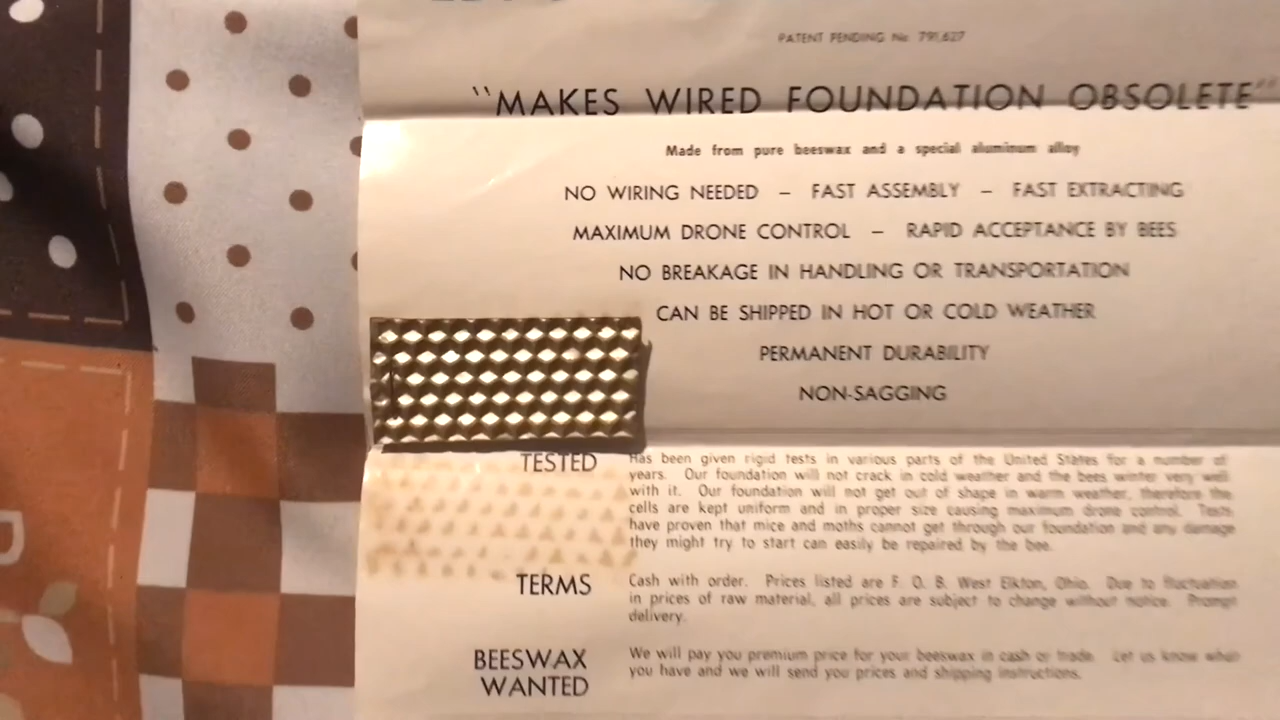 PATENT PENDING No. 791,627
"MAKES WIRED FOUNDATION OBSOLETE"
Made from pure beeswax and a special aluminum alloy
NO WIRING NEEDED – FAST ASSEMBLY – FAST EXTRACTING
MAXIMUM DRONE CONTROL – RAPID ACCEPTANCE BY BEES
NO BREAKAGE IN HANDLING OR TRANSPORTATION
CAN BE SHIPPED IN HOT OR COLD WEATHER
PERMANENT DURABILITY
NON-SAGGING
TESTED Has been given rigid tests in various parts of the United States for a number of
years. Our foundation will not crack in cold weather and the bees winter very well
with it. Our foundation will not get out of shape in warm weather, therefore the
cells are kept uniform and in proper size causing maximum drone control. Tests
have proven that mice and moths cannot get through our foundation and any damage
they might try to start can easily be repaired by the bee.
TERMS Cash with order. Prices listed are F. O. B. West Elkton, Ohio. Due to fluctuation
in prices of raw material, all prices are subject to change without notice. Prompt
delivery.
BEESWAX We will pay you premium price for your beeswax in cash or trade. Let us know what
WANTED you have and we will send you prices and shipping instructions.